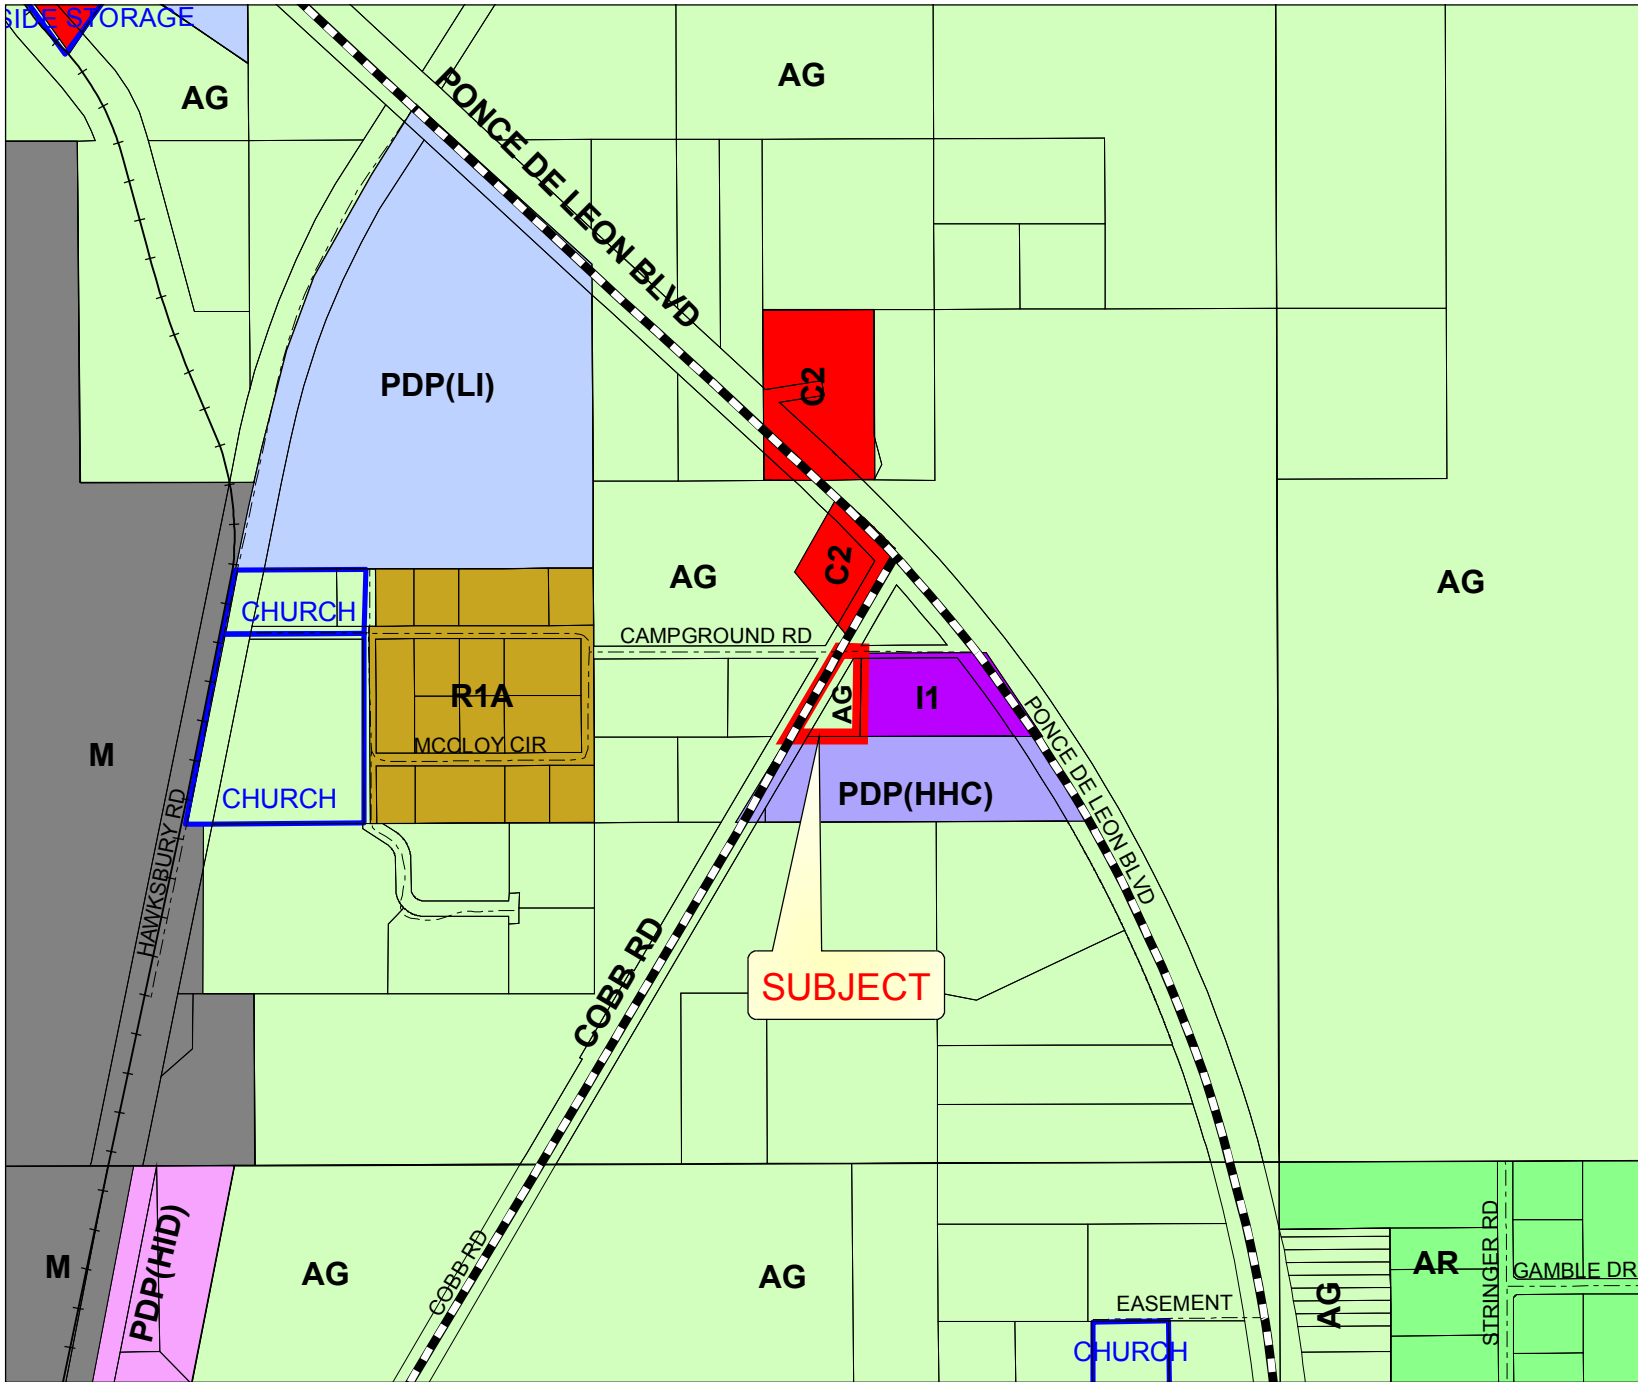 SIDE STORAGE
AG
AG
PONCE DE LEON BLVD
PDP(LI)
C2
C2
AG
AG
CHURCH
CAMPGROUND RD
R1A
AG
I1
M
MCCLOY CIR
PONCE DE LEON BLVD
CHURCH
PDP(HHC)
HAWKSBURY RD
COBB RD
SUBJECT
PDP(HID)
M
AG
COBB RD
AG
EASEMENT
CHURCH
AG
AR
STRINGER RD
GAMBLE DR